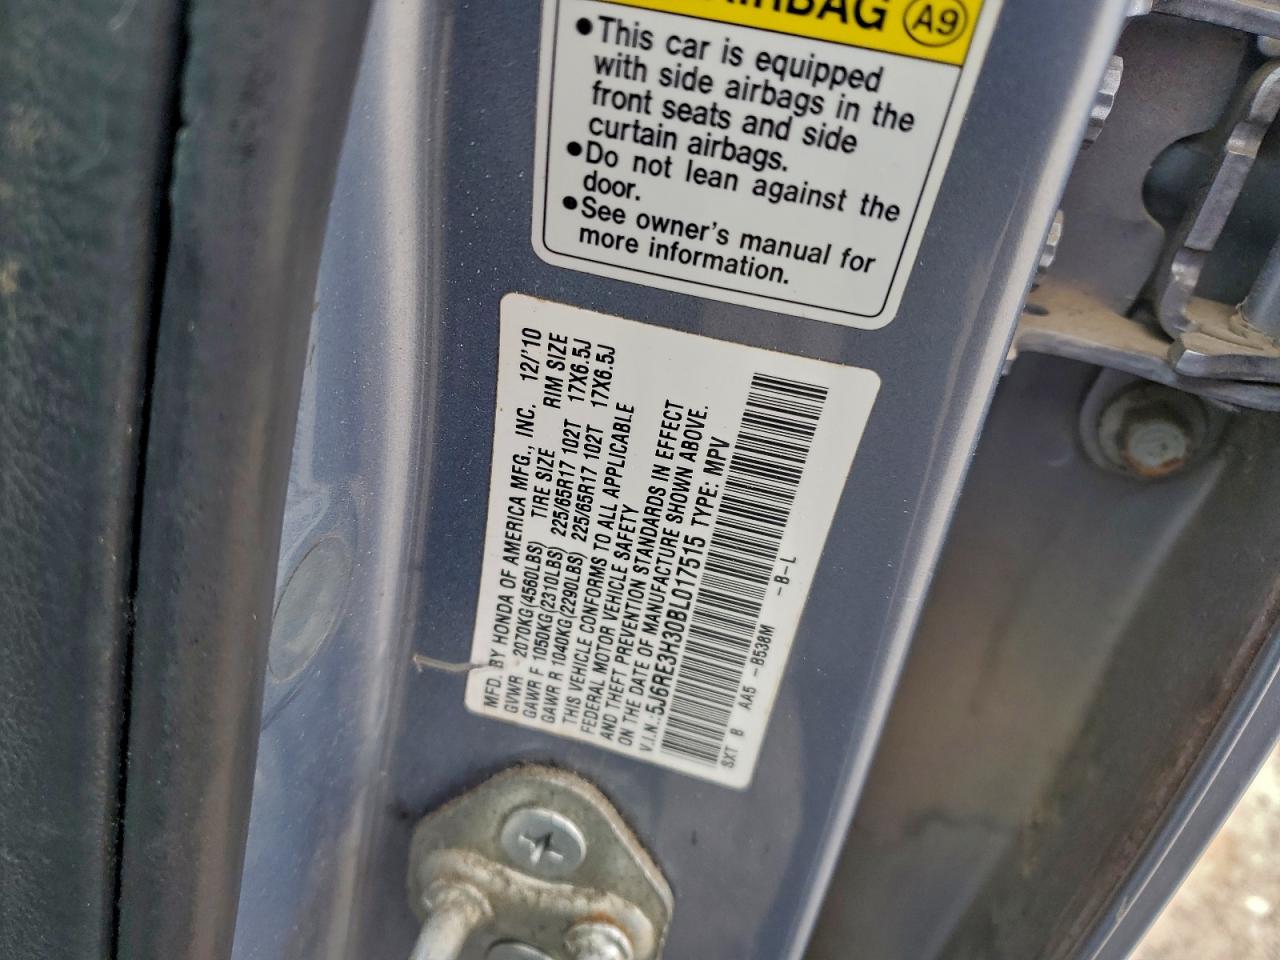 AIRBAG A9
•This car is equipped
with side airbags in the
front seats and side
curtain airbags.
•Do not lean against the
door.
•See owner's manual for
more information.
MFD. BY HONDA OF AMERICA MFG., INC. 12/'10
GVWR 2070KG(4560LBS) TIRE SIZE RIM SIZE
GAWR F 1050KG(2310LBS) 225/65R17 102T 17X6.5J
GAWR R 1040KG(2290LBS) 225/65R17 102T 17X6.5J
THIS VEHICLE CONFORMS TO ALL APPLICABLE
FEDERAL MOTOR VEHICLE SAFETY
AND THEFT PREVENTION STANDARDS IN EFFECT
ON THE DATE OF MANUFACTURE SHOWN ABOVE.
V.I.N.:5J6RE3H30BL017515 TYPE: MPV
SXT B AA5 -B538M -B-L